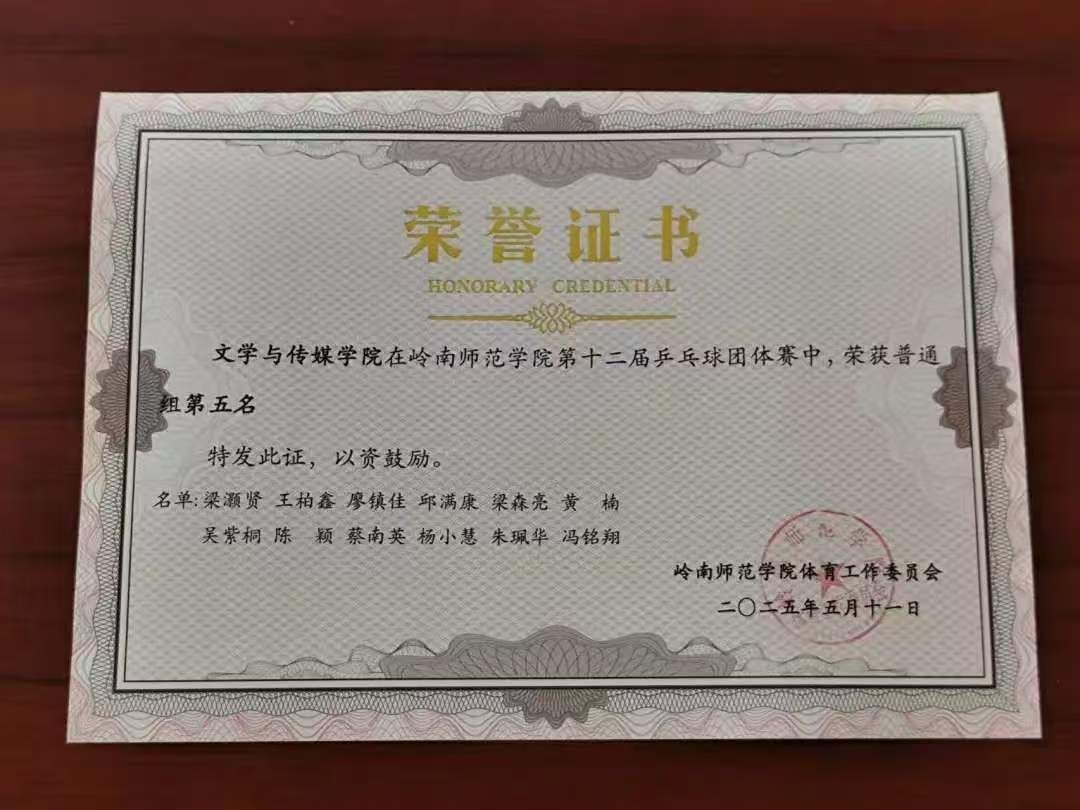 荣誉证书
HONORARY CREDENTIAL
文学与传媒学院在岭南师范学院第十二届乒乓球团体赛中，荣获普通
组第五名
特发此证，以资鼓励。
名单:梁灏贤 王柏鑫 廖镇佳 邱满康 梁森亮 黄 楠
吴紫桐 陈 颖 蔡南英 杨小慧 朱珮华 冯铭翔
岭南师范学院体育工作委员会
二〇二五年五月十一日
师范学院